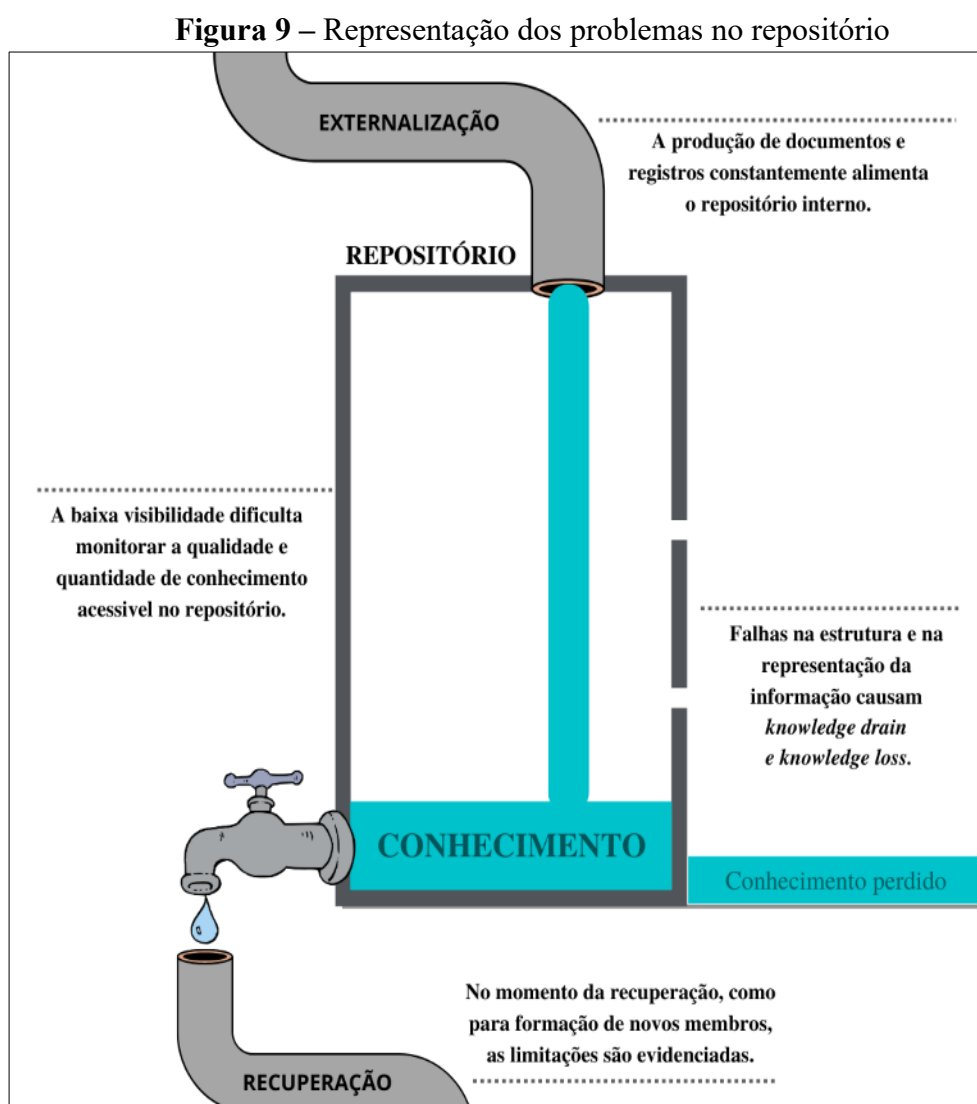 Figura 9 – Representação dos problemas no repositório
EXTERNALIZAÇÃO
A produção de documentos e
registros constantemente alimenta
o repositório interno.
REPOSITÓRIO
A baixa visibilidade dificulta
monitorar a qualidade e
quantidade de conhecimento
acessivel no repositório.
Falhas na estrutura e na
representação da
informação causam
knowledge drain
e knowledge loss.
CONHECIMENTO
Conhecimento perdido
No momento da recuperação, como
para formação de novos membros,
as limitações são evidenciadas.
RECUPERAÇÃO